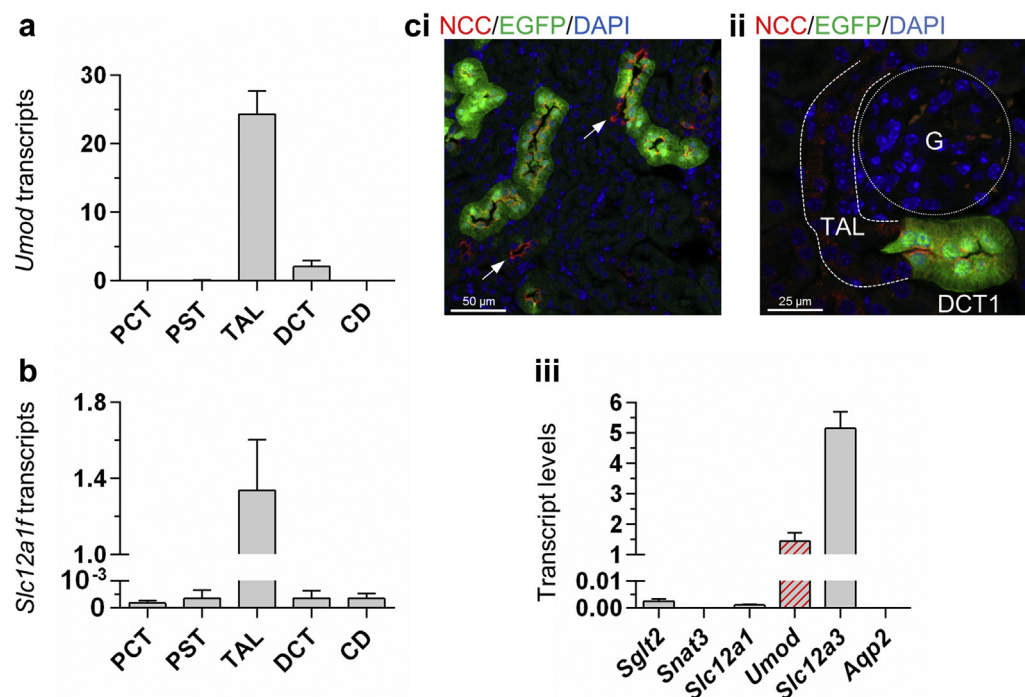 a
Umod transcripts
30
20
10
0
PCT PST TAL DCT CD
b
Slc12a1f transcripts
1.8
1.4
1.0
10-3
0
PCT PST TAL DCT CD
ci NCC/EGFP/DAPI
50 µm
ii NCC/EGFP/DAPI
G
TAL
DCT1
25 µm
iii
Transcript levels
6
5
4
3
2
1
0.01
0.00
Sglt2 Snat3 Slc12a1 Umod Slc12a3 Aqp2